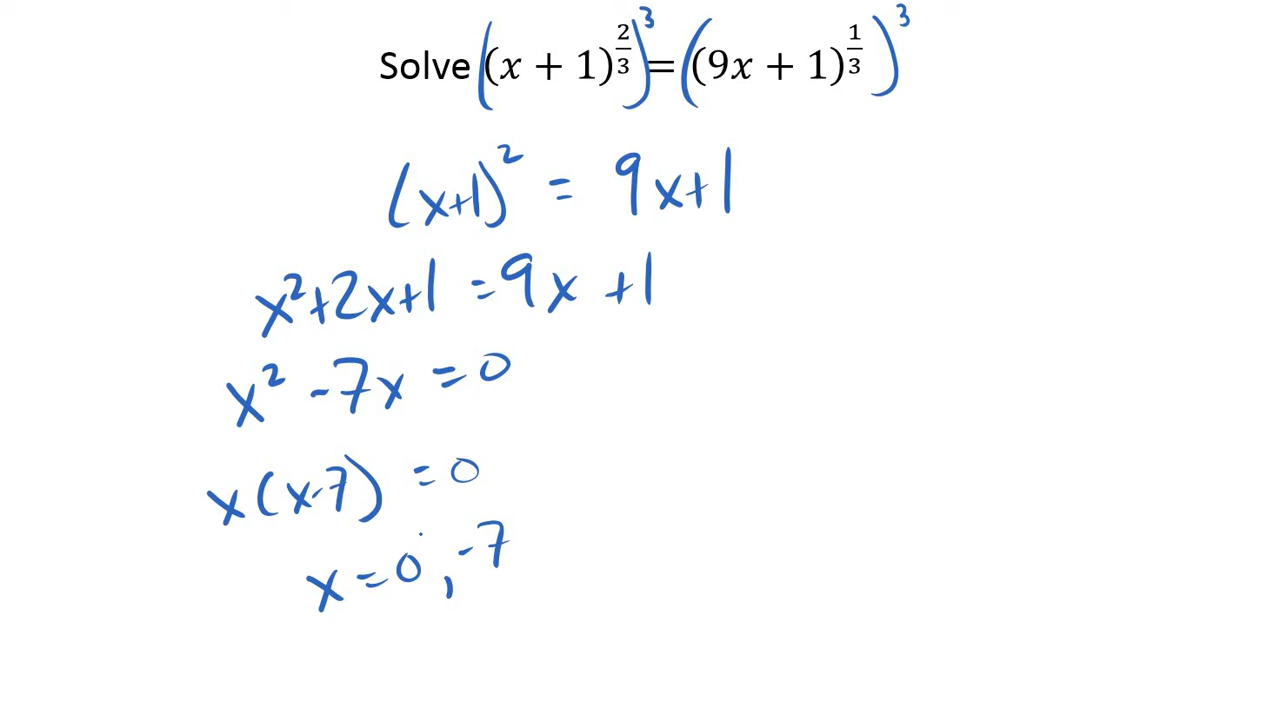 Solve ((x + 1)^(2/3))^3 = ((9x + 1)^(1/3))^3
(x+1)^2 = 9x+1
x^2+2x+1 = 9x +1
x^2 -7x = 0
x(x-7) = 0
x = 0, -7